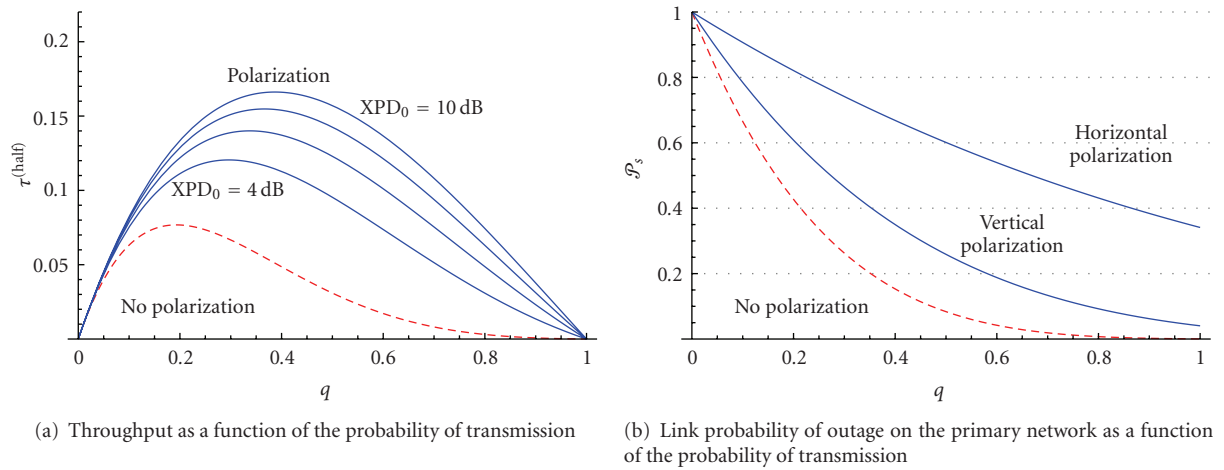 0.2
0.15
0.1
0.05
τ(half)
Polarization
XPD₀ = 10 dB
XPD₀ = 4 dB
No polarization
0 0.2 0.4 0.6 0.8 1
q
(a) Throughput as a function of the probability of transmission
1
0.8
0.6
0.4
0.2
𝒫s
Horizontal
polarization
Vertical
polarization
No polarization
0 0.2 0.4 0.6 0.8 1
q
(b) Link probability of outage on the primary network as a function
of the probability of transmission